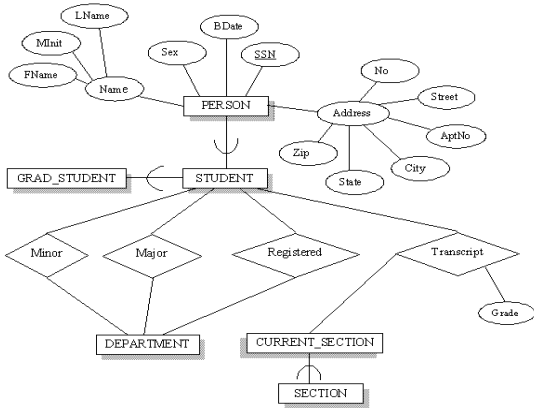 LName
BDate
MInit
Sex
SSN
No
FName
Name
Street
PERSON
Address
AptNo
Zip
City
GRAD_STUDENT
STUDENT
State
Minor
Major
Registered
Transcript
Grade
DEPARTMENT
CURRENT_SECTION
SECTION